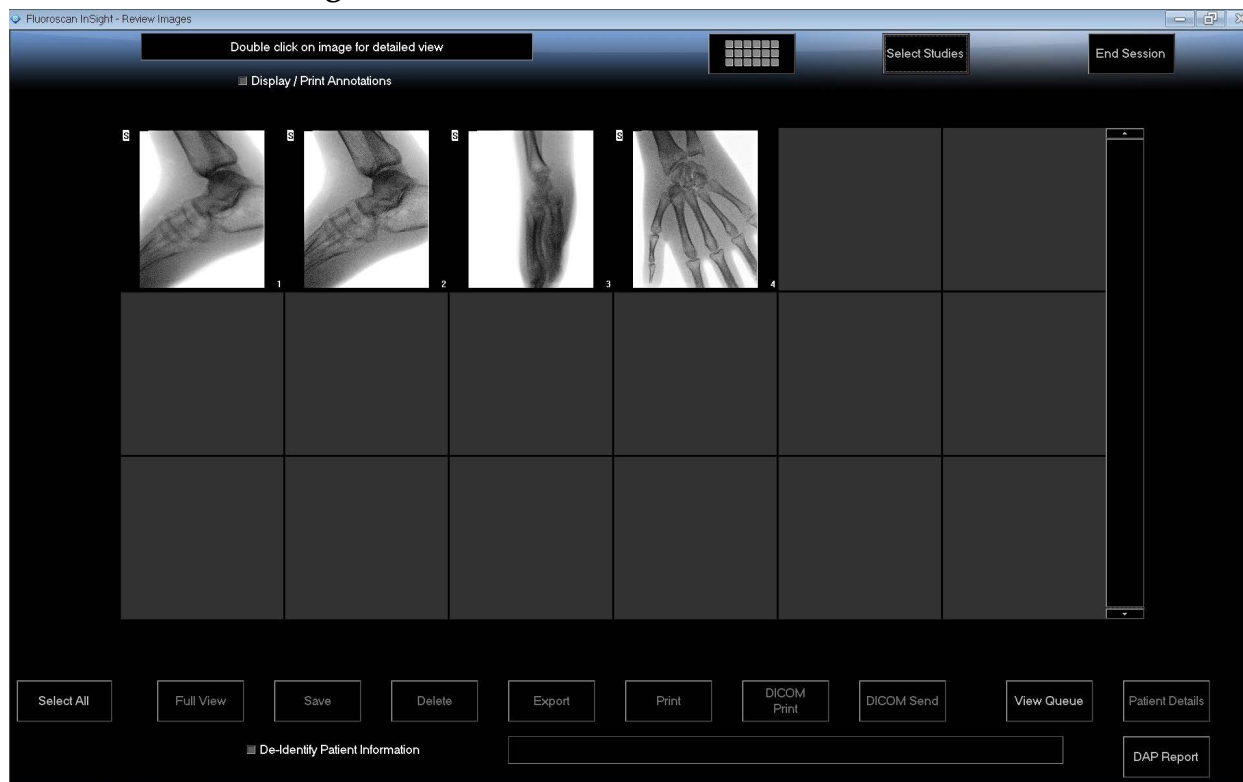 Fluoroscan InSight - Review Images
Double click on image for detailed view
Select Studies
End Session
Display / Print Annotations
S
S
S
S
1
2
3
4
Select All
Full View
Save
Delete
Export
Print
DICOM
Print
DICOM Send
View Queue
Patient Details
De-Identify Patient Information
DAP Report